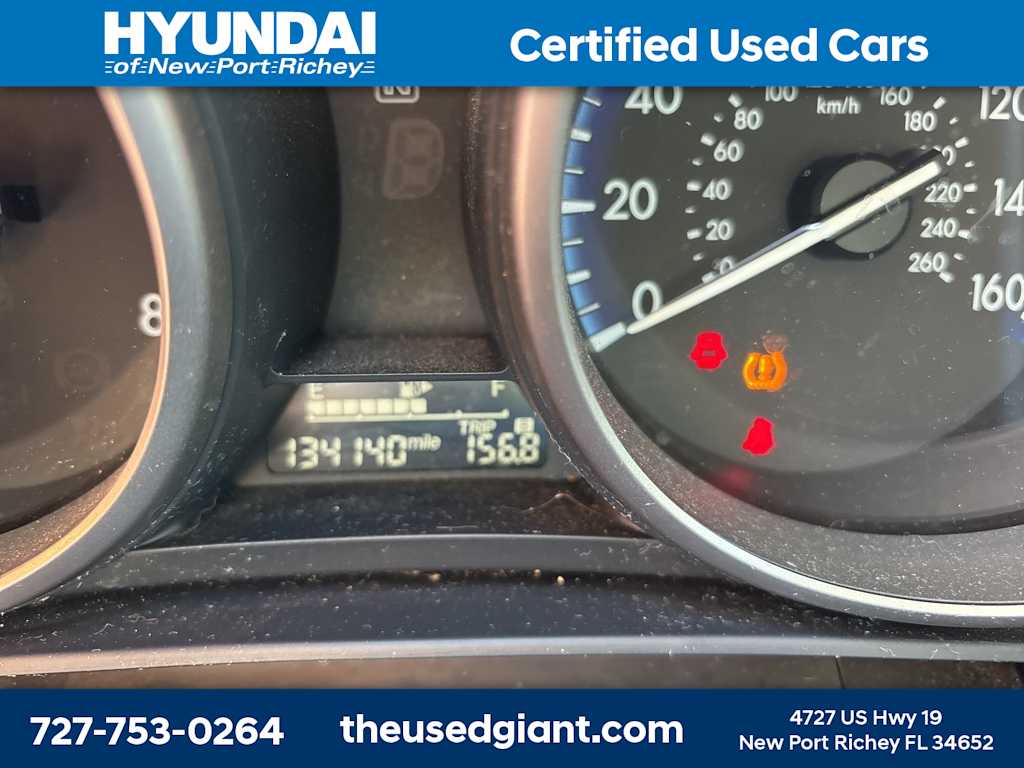 HYUNDAI
of New Port Richey
Certified Used Cars
40
20
0
100
80
60
40
20
km/h
160
180
220
240
260
120
160
8
E
F
134140 mile
TRIP B
156.8
727-753-0264
theusedgiant.com
4727 US Hwy 19
New Port Richey FL 34652